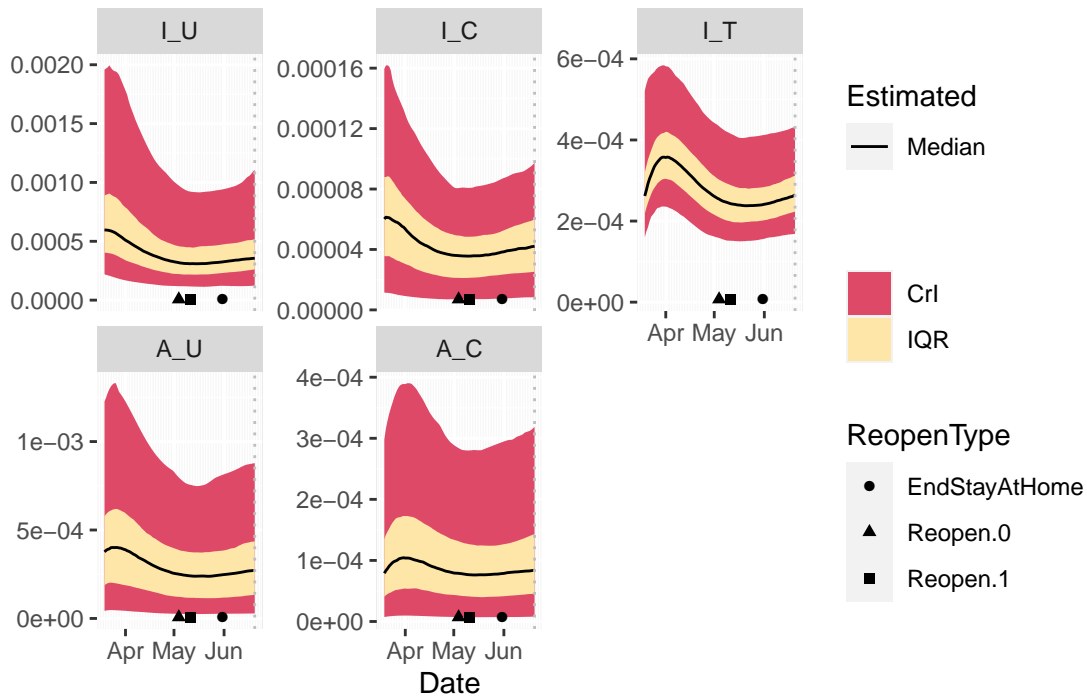 I_U
I_C
I_T
0.0020
0.0015
0.0010
0.0005
0.0000
0.00016
0.00012
0.00008
0.00004
0.00000
6e−04
4e−04
2e−04
0e+00
Apr May Jun
A_U
A_C
1e−03
5e−04
0e+00
4e−04
3e−04
2e−04
1e−04
0e+00
Apr May Jun
Apr May Jun
Date
Estimated
Median
CrI
IQR
ReopenType
EndStayAtHome
Reopen.0
Reopen.1